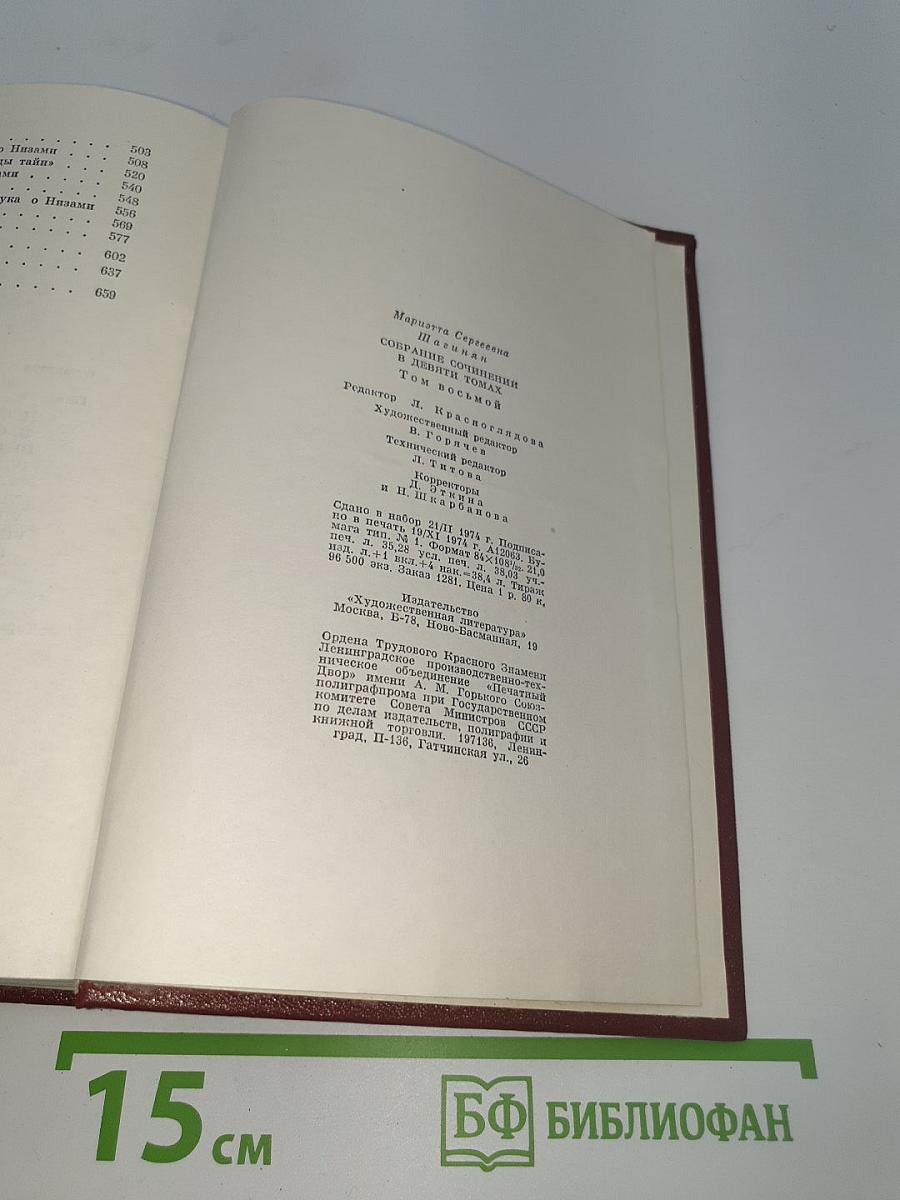 о Низами . . . 503
цы тайн» . . . 508
ами . . . . . 520
. . . . . . . 540
. . . . . . . 548
ука о Низами 556
. . . . . . . 569
. . . . . . . 577
. . . . . . . 602
. . . . . . . 637
. . . . . . . 659
Мариэтта Сергеевна
Шагинян
СОБРАНИЕ СОЧИНЕНИЙ
В ДЕВЯТИ ТОМАХ
Том восьмой
Редактор Л. Красноглядова
Художественный редактор
В. Горячев
Технический редактор
Л. Титова
Корректоры
Д. Эткина
и Н. Шкарбанова
Сдано в набор 21/II 1974 г. Подписа-
но в печать 19/XI 1974 г. А12063. Бу-
мага тип. № 1. Формат 84×108¹/₃₂. 21,0
печ. л. 35,28 усл. печ. л. 38,03 уч.-
изд. л.+1 вкл.+4 нак.=38,4 л. Тираж
96 500 экз. Заказ 1281. Цена 1 р. 80 к.
Издательство
«Художественная литература»
Москва, Б-78, Ново-Басманная, 19
Ордена Трудового Красного Знамени
Ленинградское производственно-тех-
ническое объединение «Печатный
Двор» имени А. М. Горького Союз-
полиграфпрома при Государственном
комитете Совета Министров СССР
по делам издательств, полиграфии и
книжной торговли. 197136, Ленин-
град, П-136, Гатчинская ул., 26
15 см
БФ БИБЛИОФАН